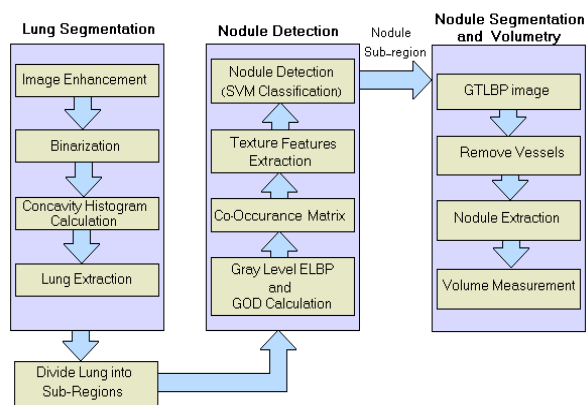 Lung Segmentation
Image Enhancement
Binarization
Concavity Histogram
Calculation
Lung Extraction
Divide Lung into
Sub-Regions
Nodule Detection
Gray Level ELBP
and
GOD Calculation
Co-Occurance Matrix
Texture Features
Extraction
Nodule Detection
(SVM Classification)
Nodule
Sub-region
Nodule Segmentation
and Volumetry
GTLBP image
Remove Vessels
Nodule Extraction
Volume Measurement